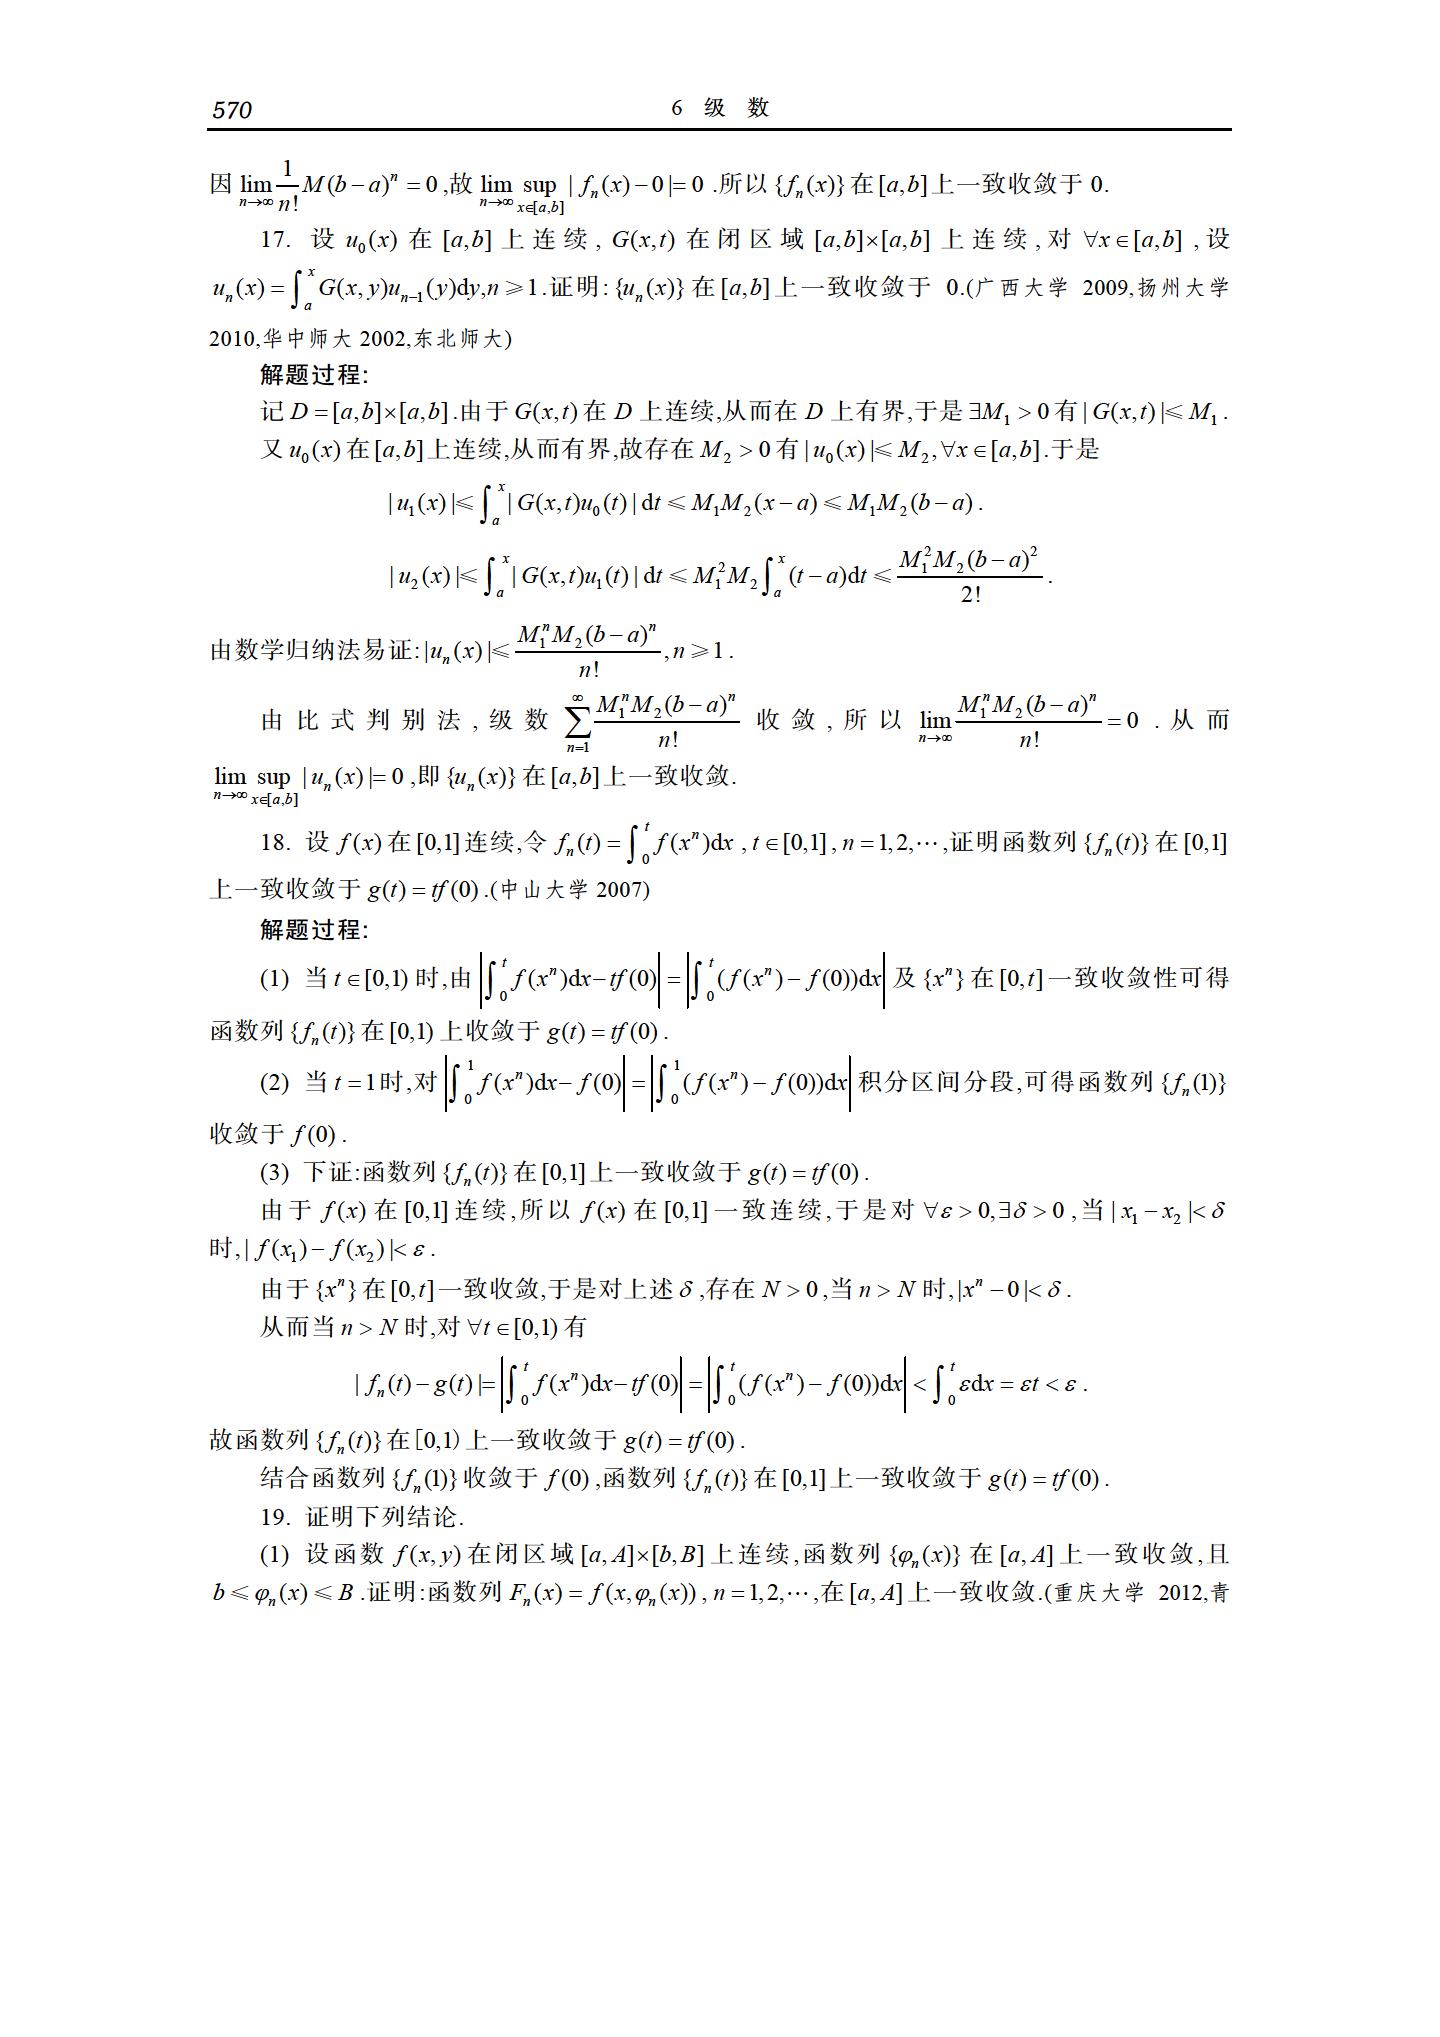 570 6 级 数
因 $\lim\limits_{n\to\infty}\frac{1}{n!}M(b-a)^n=0$,故 $\lim\limits_{n\to\infty}\sup\limits_{x\in[a,b]}|f_n(x)-0|=0$.所以 $\{f_n(x)\}$ 在 $[a,b]$ 上一致收敛于 0.
17. 设 $u_0(x)$ 在 $[a,b]$ 上连续, $G(x,t)$ 在闭区域 $[a,b]\times[a,b]$ 上连续,对 $\forall x\in[a,b]$,设
$u_n(x)=\int_a^x G(x,y)u_{n-1}(y)\mathrm{d}y,n\geqslant 1$.证明: $\{u_n(x)\}$ 在 $[a,b]$ 上一致收敛于 0.(广西大学 2009,扬州大学
2010,华中师大 2002,东北师大)
解题过程:
记 $D=[a,b]\times[a,b]$.由于 $G(x,t)$ 在 $D$ 上连续,从而在 $D$ 上有界,于是 $\exists M_1>0$ 有 $|G(x,t)|\leqslant M_1$.
又 $u_0(x)$ 在 $[a,b]$ 上连续,从而有界,故存在 $M_2>0$ 有 $|u_0(x)|\leqslant M_2,\forall x\in[a,b]$.于是
$|u_1(x)|\leqslant\int_a^x|G(x,t)u_0(t)|\mathrm{d}t\leqslant M_1M_2(x-a)\leqslant M_1M_2(b-a)$.
$|u_2(x)|\leqslant\int_a^x|G(x,t)u_1(t)|\mathrm{d}t\leqslant M_1^2M_2\int_a^x(t-a)\mathrm{d}t\leqslant\frac{M_1^2M_2(b-a)^2}{2!}$.
由数学归纳法易证: $|u_n(x)|\leqslant\frac{M_1^nM_2(b-a)^n}{n!},n\geqslant 1$.
由比式判别法,级数 $\sum\limits_{n=1}^{\infty}\frac{M_1^nM_2(b-a)^n}{n!}$ 收敛,所以 $\lim\limits_{n\to\infty}\frac{M_1^nM_2(b-a)^n}{n!}=0$.从而
$\lim\limits_{n\to\infty}\sup\limits_{x\in[a,b]}|u_n(x)|=0$,即 $\{u_n(x)\}$ 在 $[a,b]$ 上一致收敛.
18. 设 $f(x)$ 在 $[0,1]$ 连续,令 $f_n(t)=\int_0^t f(x^n)\mathrm{d}x$, $t\in[0,1]$, $n=1,2,\cdots$,证明函数列 $\{f_n(t)\}$ 在 $[0,1]$
上一致收敛于 $g(t)=tf(0)$.(中山大学 2007)
解题过程:
(1) 当 $t\in[0,1)$ 时,由 $\left|\int_0^t f(x^n)\mathrm{d}x-tf(0)\right|=\left|\int_0^t(f(x^n)-f(0))\mathrm{d}x\right|$ 及 $\{x^n\}$ 在 $[0,t]$ 一致收敛性可得
函数列 $\{f_n(t)\}$ 在 $[0,1)$ 上收敛于 $g(t)=tf(0)$.
(2) 当 $t=1$ 时,对 $\left|\int_0^1 f(x^n)\mathrm{d}x-f(0)\right|=\left|\int_0^1(f(x^n)-f(0))\mathrm{d}x\right|$ 积分区间分段,可得函数列 $\{f_n(1)\}$
收敛于 $f(0)$.
(3) 下证:函数列 $\{f_n(t)\}$ 在 $[0,1]$ 上一致收敛于 $g(t)=tf(0)$.
由于 $f(x)$ 在 $[0,1]$ 连续,所以 $f(x)$ 在 $[0,1]$ 一致连续,于是对 $\forall\varepsilon>0,\exists\delta>0$,当 $|x_1-x_2|<\delta$
时, $|f(x_1)-f(x_2)|<\varepsilon$.
由于 $\{x^n\}$ 在 $[0,t]$ 一致收敛,于是对上述 $\delta$,存在 $N>0$,当 $n>N$ 时, $|x^n-0|<\delta$.
从而当 $n>N$ 时,对 $\forall t\in[0,1)$ 有
$|f_n(t)-g(t)|=\left|\int_0^t f(x^n)\mathrm{d}x-tf(0)\right|=\left|\int_0^t(f(x^n)-f(0))\mathrm{d}x\right|<\int_0^t\varepsilon\mathrm{d}x=\varepsilon t<\varepsilon$.
故函数列 $\{f_n(t)\}$ 在 $[0,1)$ 上一致收敛于 $g(t)=tf(0)$.
结合函数列 $\{f_n(1)\}$ 收敛于 $f(0)$,函数列 $\{f_n(t)\}$ 在 $[0,1]$ 上一致收敛于 $g(t)=tf(0)$.
19. 证明下列结论.
(1) 设函数 $f(x,y)$ 在闭区域 $[a,A]\times[b,B]$ 上连续,函数列 $\{\varphi_n(x)\}$ 在 $[a,A]$ 上一致收敛,且
$b\leqslant\varphi_n(x)\leqslant B$.证明:函数列 $F_n(x)=f(x,\varphi_n(x))$, $n=1,2,\cdots$,在 $[a,A]$ 上一致收敛.(重庆大学 2012,青